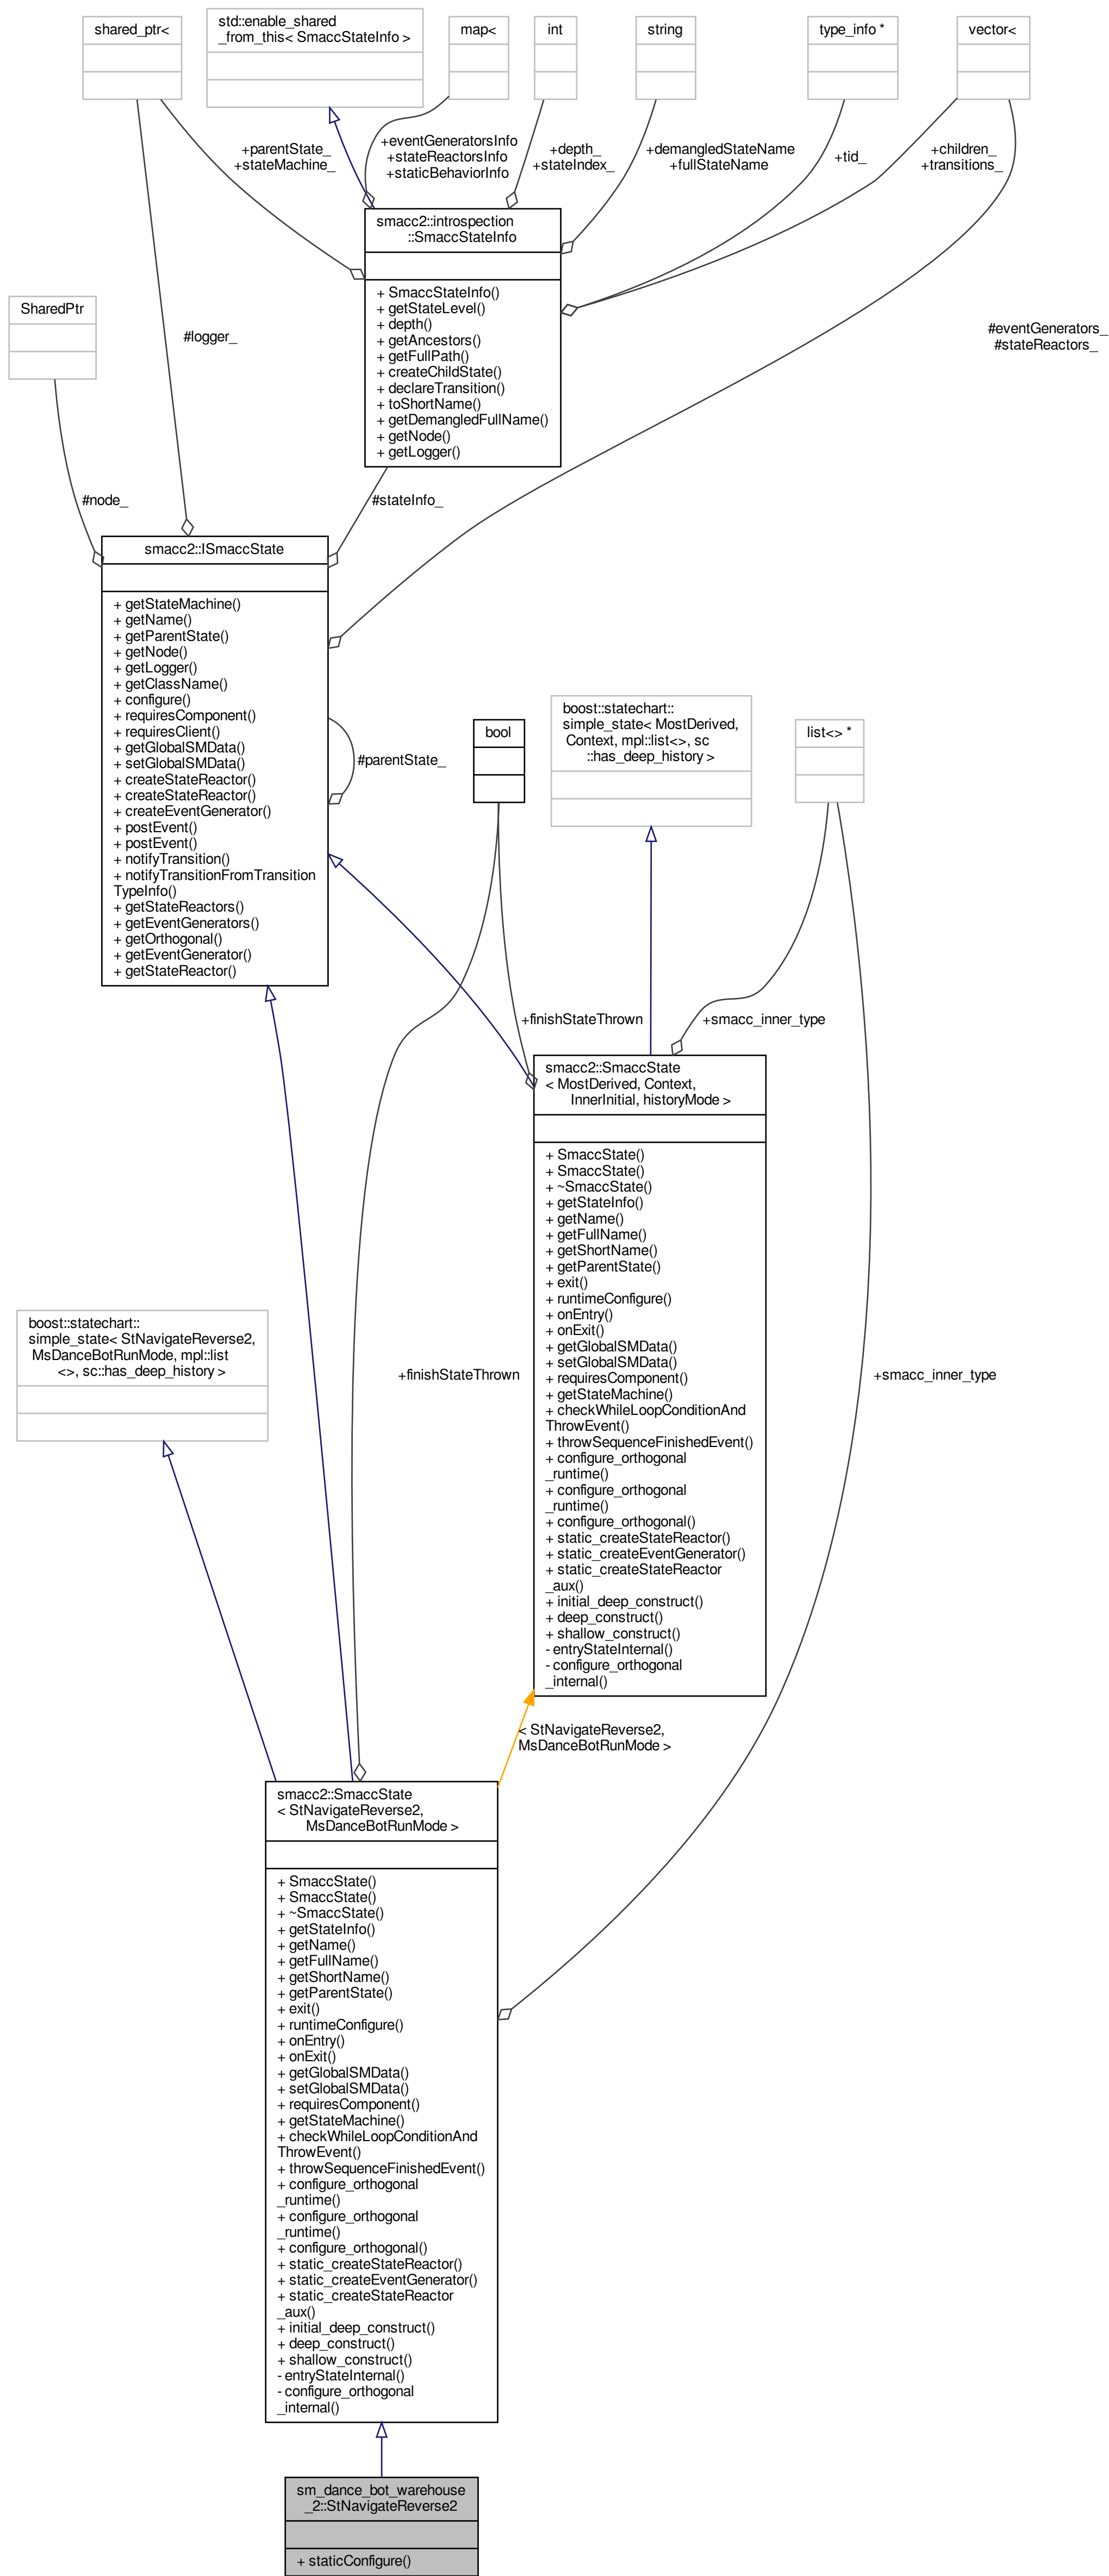 shared_ptr<
std::enable_shared
_from_this< SmaccStateInfo >
map<
int
string
type_info *
vector<
+parentState_
+stateMachine_
+eventGeneratorsInfo
+stateReactorsInfo
+staticBehaviorInfo
+depth_
+stateIndex_
+demangledStateName
+fullStateName
+tid_
+children_
+transitions_
smacc2::introspection
::SmaccStateInfo
+ SmaccStateInfo()
+ getStateLevel()
+ depth()
+ getAncestors()
+ getFullPath()
+ createChildState()
+ declareTransition()
+ toShortName()
+ getDemangledFullName()
+ getNode()
+ getLogger()
SharedPtr
#logger_
#eventGenerators_
#stateReactors_
#node_
#stateInfo_
smacc2::ISmaccState
+ getStateMachine()
+ getName()
+ getParentState()
+ getNode()
+ getLogger()
+ getClassName()
+ configure()
+ requiresComponent()
+ requiresClient()
+ getGlobalSMData()
+ setGlobalSMData()
+ createStateReactor()
+ createStateReactor()
+ createEventGenerator()
+ postEvent()
+ postEvent()
+ notifyTransition()
+ notifyTransitionFromTransition
TypeInfo()
+ getStateReactors()
+ getEventGenerators()
+ getOrthogonal()
+ getEventGenerator()
+ getStateReactor()
#parentState_
bool
boost::statechart::
simple_state< MostDerived,
Context, mpl::list<>, sc
::has_deep_history >
list<> *
+finishStateThrown
+smacc_inner_type
smacc2::SmaccState
< MostDerived, Context,
InnerInitial, historyMode >
+ SmaccState()
+ SmaccState()
+ ~SmaccState()
+ getStateInfo()
+ getName()
+ getFullName()
+ getShortName()
+ getParentState()
+ exit()
+ runtimeConfigure()
+ onEntry()
+ onExit()
+ getGlobalSMData()
+ setGlobalSMData()
+ requiresComponent()
+ getStateMachine()
+ checkWhileLoopConditionAnd
ThrowEvent()
+ throwSequenceFinishedEvent()
+ configure_orthogonal
_runtime()
+ configure_orthogonal
_runtime()
+ configure_orthogonal()
+ static_createStateReactor()
+ static_createEventGenerator()
+ static_createStateReactor
_aux()
+ initial_deep_construct()
+ deep_construct()
+ shallow_construct()
- entryStateInternal()
- configure_orthogonal
_internal()
boost::statechart::
simple_state< StNavigateReverse2,
MsDanceBotRunMode, mpl::list
<>, sc::has_deep_history >
+finishStateThrown
+smacc_inner_type
< StNavigateReverse2,
MsDanceBotRunMode >
smacc2::SmaccState
< StNavigateReverse2,
MsDanceBotRunMode >
+ SmaccState()
+ SmaccState()
+ ~SmaccState()
+ getStateInfo()
+ getName()
+ getFullName()
+ getShortName()
+ getParentState()
+ exit()
+ runtimeConfigure()
+ onEntry()
+ onExit()
+ getGlobalSMData()
+ setGlobalSMData()
+ requiresComponent()
+ getStateMachine()
+ checkWhileLoopConditionAnd
ThrowEvent()
+ throwSequenceFinishedEvent()
+ configure_orthogonal
_runtime()
+ configure_orthogonal
_runtime()
+ configure_orthogonal()
+ static_createStateReactor()
+ static_createEventGenerator()
+ static_createStateReactor
_aux()
+ initial_deep_construct()
+ deep_construct()
+ shallow_construct()
- entryStateInternal()
- configure_orthogonal
_internal()
sm_dance_bot_warehouse
_2::StNavigateReverse2
+ staticConfigure()